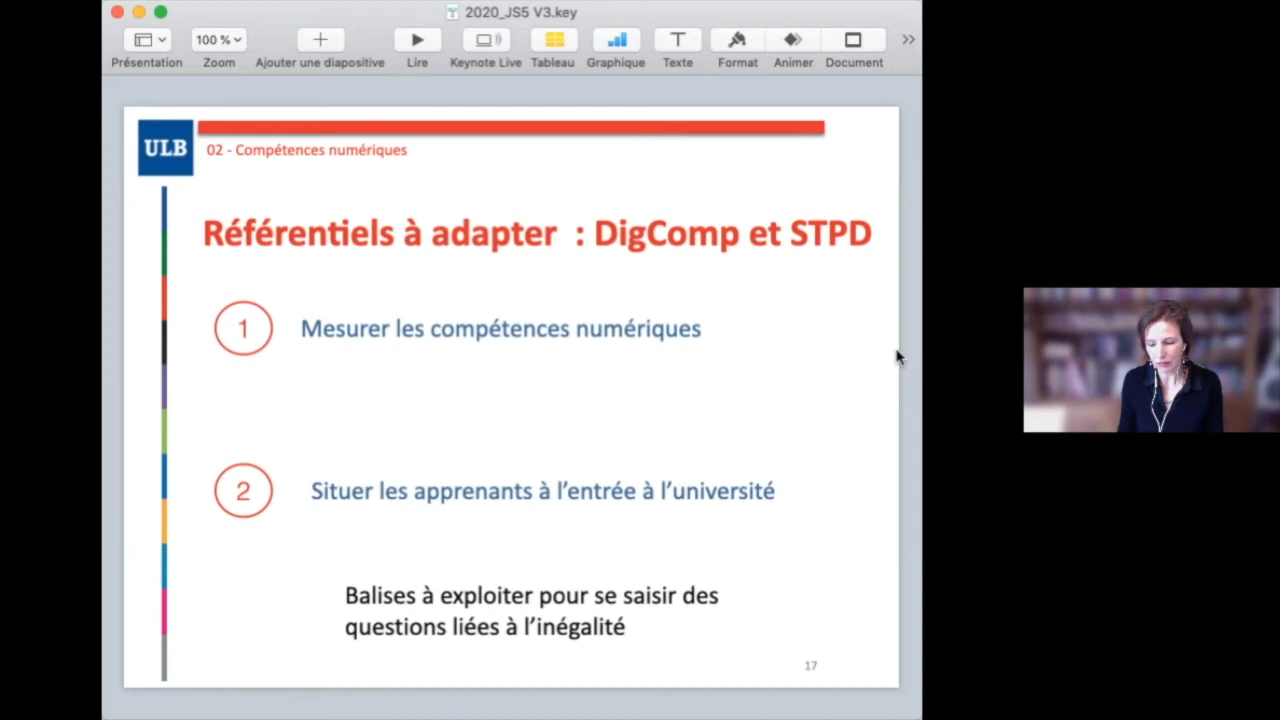 2020_JS5 V3.key
100 %
Présentation Zoom Ajouter une diapositive Lire Keynote Live Tableau Graphique Texte Format Animer Document
ULB
02 - Compétences numériques
Référentiels à adapter : DigComp et STPD
1 Mesurer les compétences numériques
2 Situer les apprenants à l’entrée à l’université
Balises à exploiter pour se saisir des
questions liées à l’inégalité
17